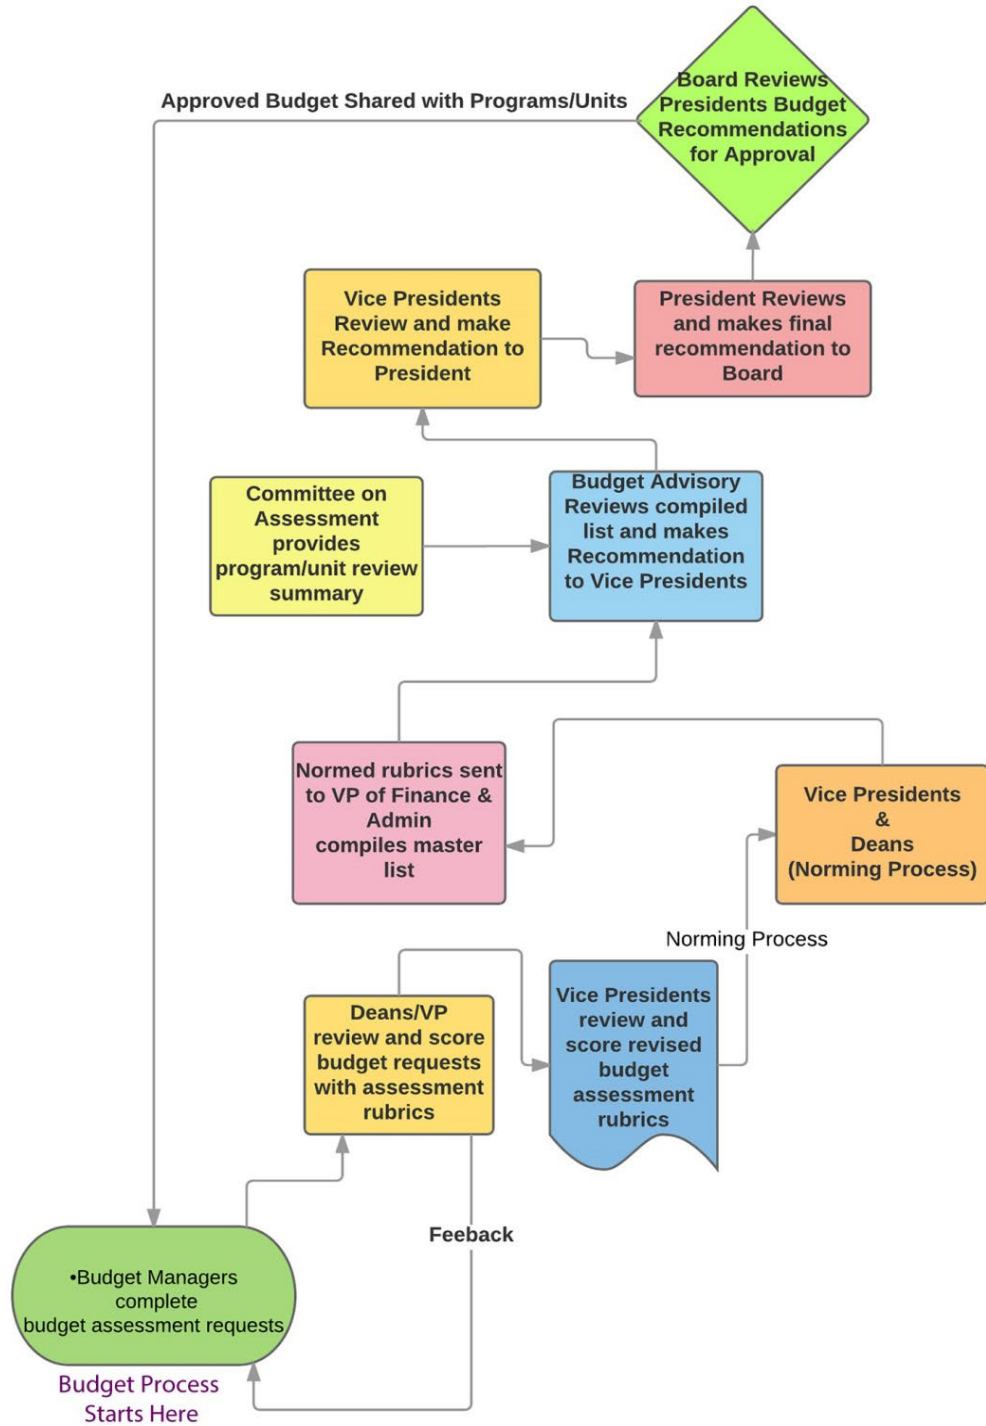 Board Reviews
Presidents Budget
Recommendations
for Approval
Approved Budget Shared with Programs/Units
Vice Presidents
Review and make
Recommendation to
President
President Reviews
and makes final
recommendation to
Board
Committee on
Assessment
provides
program/unit review
summary
Budget Advisory
Reviews compiled
list and makes
Recommendation
to Vice Presidents
Normed rubrics sent
to VP of Finance &
Admin
compiles master
list
Vice Presidents
&
Deans
(Norming Process)
Norming Process
Deans/VP
review and score
budget requests
with assessment
rubrics
Vice Presidents
review and
score revised
budget
assessment
rubrics
Feeback
•Budget Managers
complete
budget assessment requests
Budget Process
Starts Here